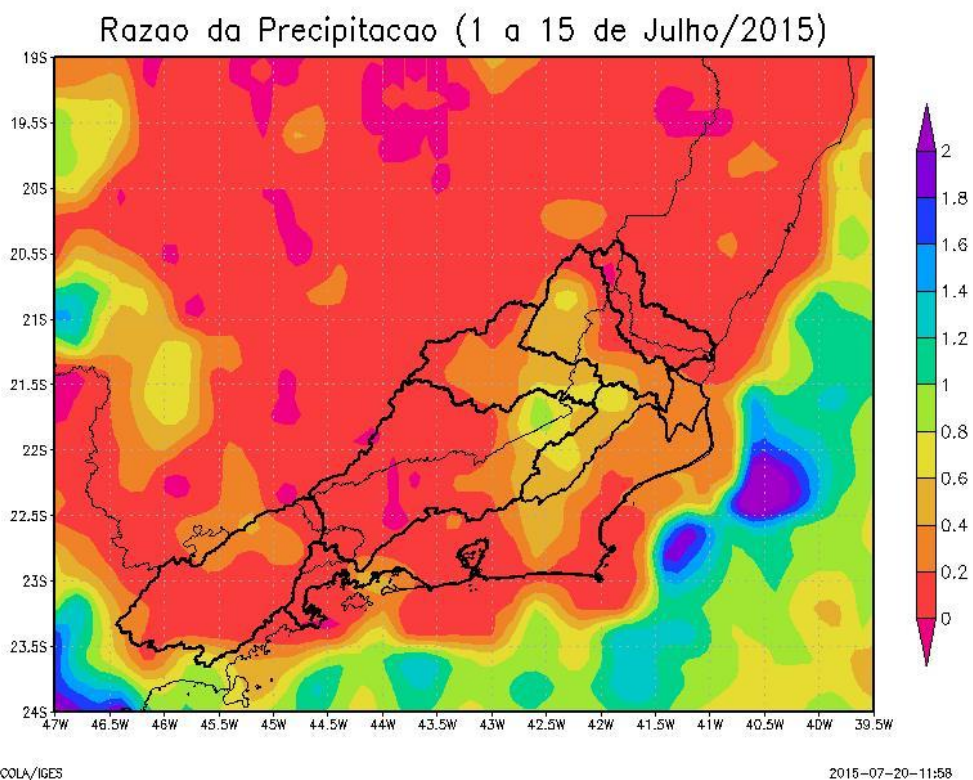 Razao da Precipitacao (1 a 15 de Julho/2015)
19S
19.5S
20S
20.5S
21S
21.5S
22S
22.5S
23S
23.5S
24S
47W 46.5W 46W 45.5W 45W 44.5W 44W 43.5W 43W 42.5W 42W 41.5W 41W 40.5W 40W 39.5W
2
1.8
1.6
1.4
1.2
1
0.8
0.6
0.4
0.2
0
COLA/IGES 2015-07-20-11:58